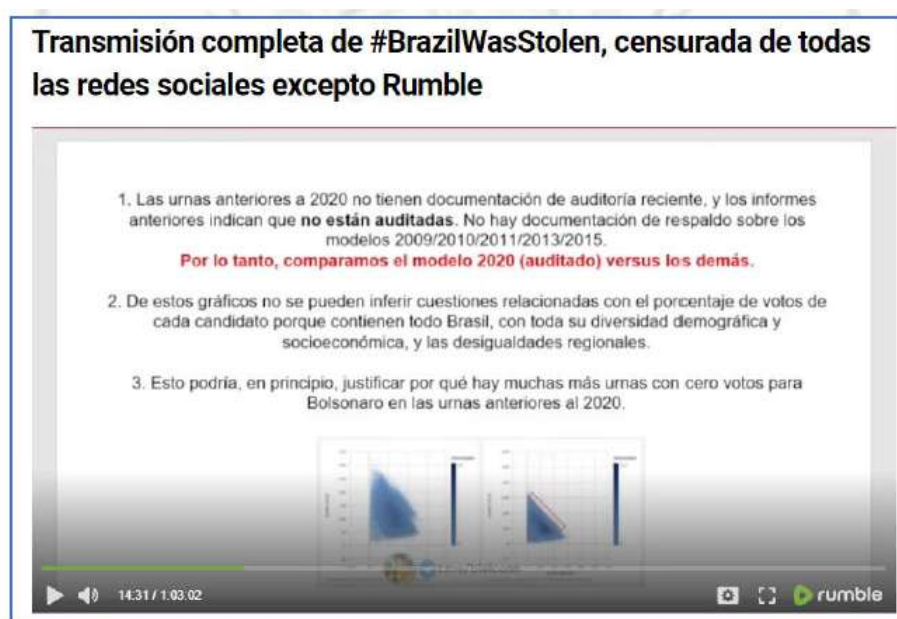 Transmisión completa de #BrazilWasStolen, censurada de todas
las redes sociales excepto Rumble
1. Las urnas anteriores a 2020 no tienen documentación de auditoría reciente, y los informes
anteriores indican que no están auditadas. No hay documentación de respaldo sobre los
modelos 2009/2010/2011/2013/2015.
Por lo tanto, comparamos el modelo 2020 (auditado) versus los demás.
2. De estos gráficos no se pueden inferir cuestiones relacionadas con el porcentaje de votos de
cada candidato porque contienen todo Brasil, con toda su diversidad demográfica y
socioeconómica, y las desigualdades regionales.
3. Esto podría, en principio, justificar por qué hay muchas más urnas con cero votos para
Bolsonaro en las urnas anteriores al 2020.
14:31 / 1:03:02
rumble